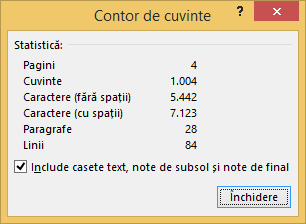 Contor de cuvinte
Statistică:
Pagini 4
Cuvinte 1.004
Caractere (fără spații) 5.442
Caractere (cu spații) 7.123
Paragrafe 28
Linii 84
Include casete text, note de subsol și note de final
Închidere